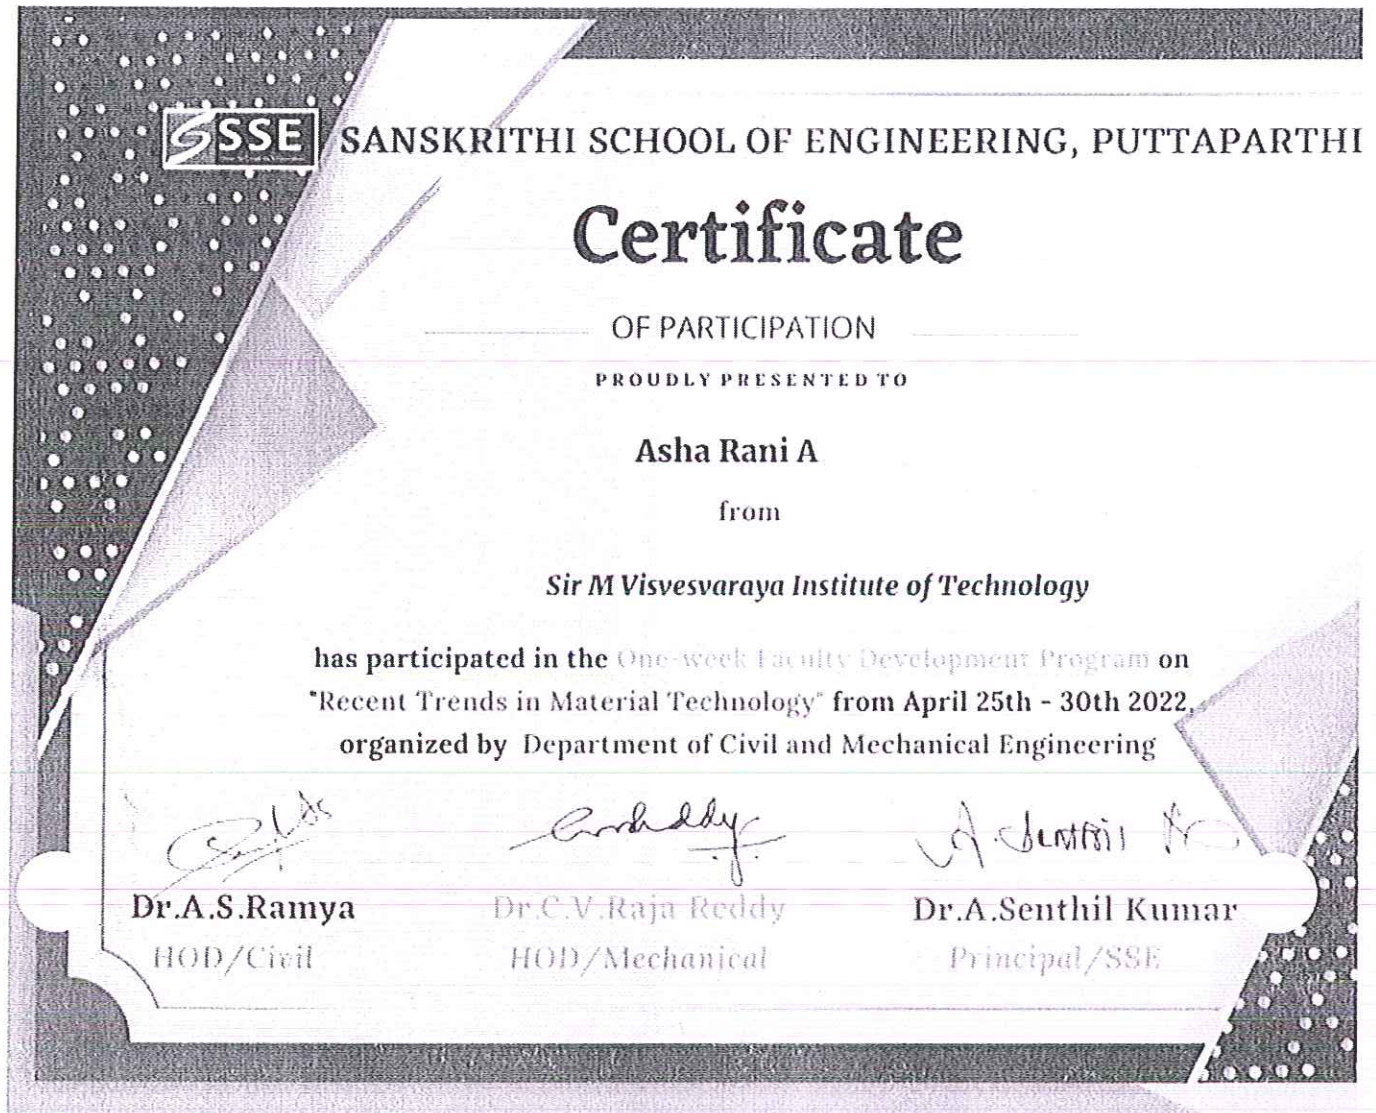 SSE
SANSKRITHI SCHOOL OF ENGINEERING, PUTTAPARTHI
Certificate
OF PARTICIPATION
PROUDLY PRESENTED TO
Asha Rani A
from
Sir M Visvesvaraya Institute of Technology
has participated in the One-week Faculty Development Program on
"Recent Trends in Material Technology" from April 25th - 30th 2022,
organized by Department of Civil and Mechanical Engineering
A. Senthil
Dr.A.S.Ramya
Dr.C.V.Raja Reddy
Dr.A.Senthil Kumar
HOD/Civil
HOD/Mechanical
Principal/SSE